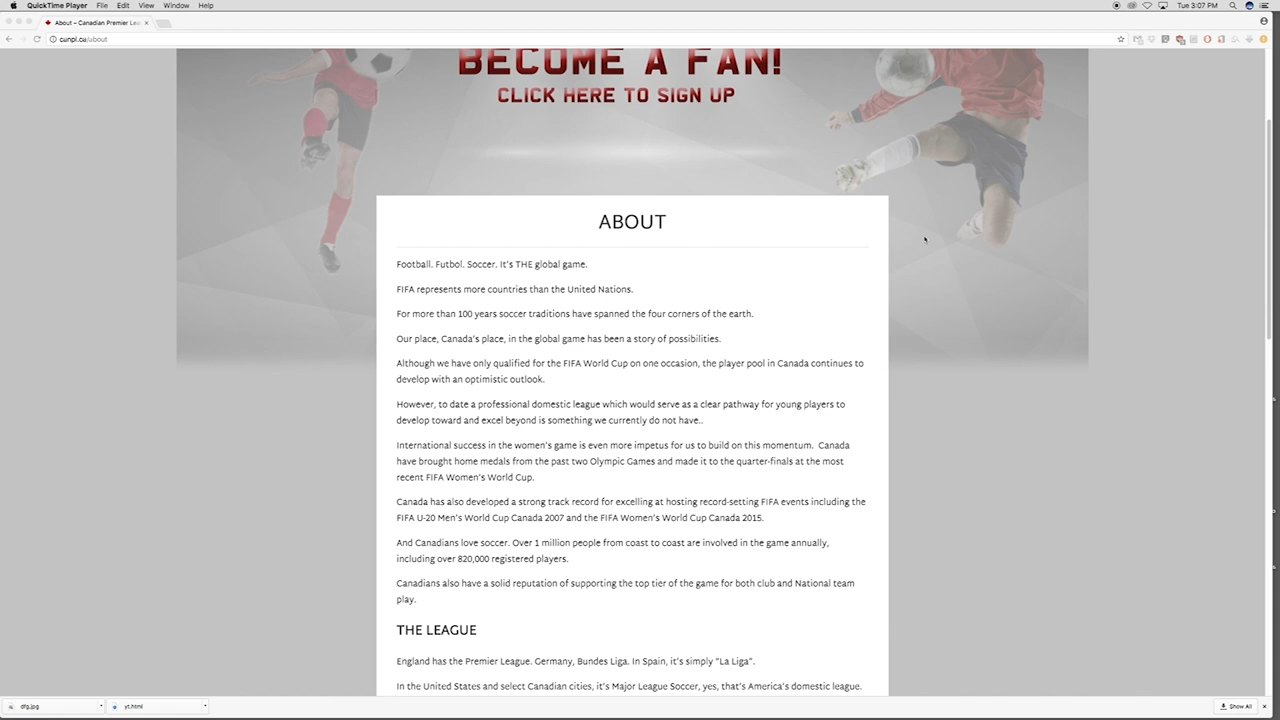 QuickTime Player File Edit View Window Help
Tue 3:07 PM
About – Canadian Premier Lea
canpl.ca/about
BECOME A FAN!
CLICK HERE TO SIGN UP
ABOUT
Football. Futbol. Soccer. It's THE global game.
FIFA represents more countries than the United Nations.
For more than 100 years soccer traditions have spanned the four corners of the earth.
Our place, Canada's place, in the global game has been a story of possibilities.
Although we have only qualified for the FIFA World Cup on one occasion, the player pool in Canada continues to
develop with an optimistic outlook.
However, to date a professional domestic league which would serve as a clear pathway for young players to
develop toward and excel beyond is something we currently do not have..
International success in the women's game is even more impetus for us to build on this momentum. Canada
have brought home medals from the past two Olympic Games and made it to the quarter-finals at the most
recent FIFA Women's World Cup.
Canada has also developed a strong track record for excelling at hosting record-setting FIFA events including the
FIFA U-20 Men's World Cup Canada 2007 and the FIFA Women's World Cup Canada 2015.
And Canadians love soccer. Over 1 million people from coast to coast are involved in the game annually,
including over 820,000 registered players.
Canadians also have a solid reputation of supporting the top tier of the game for both club and National team
play.
THE LEAGUE
England has the Premier League. Germany, Bundes Liga. In Spain, it's simply "La Liga".
In the United States and select Canadian cities, it's Major League Soccer, yes, that's America's domestic league.
dfg.jpg
yt.html
Show All